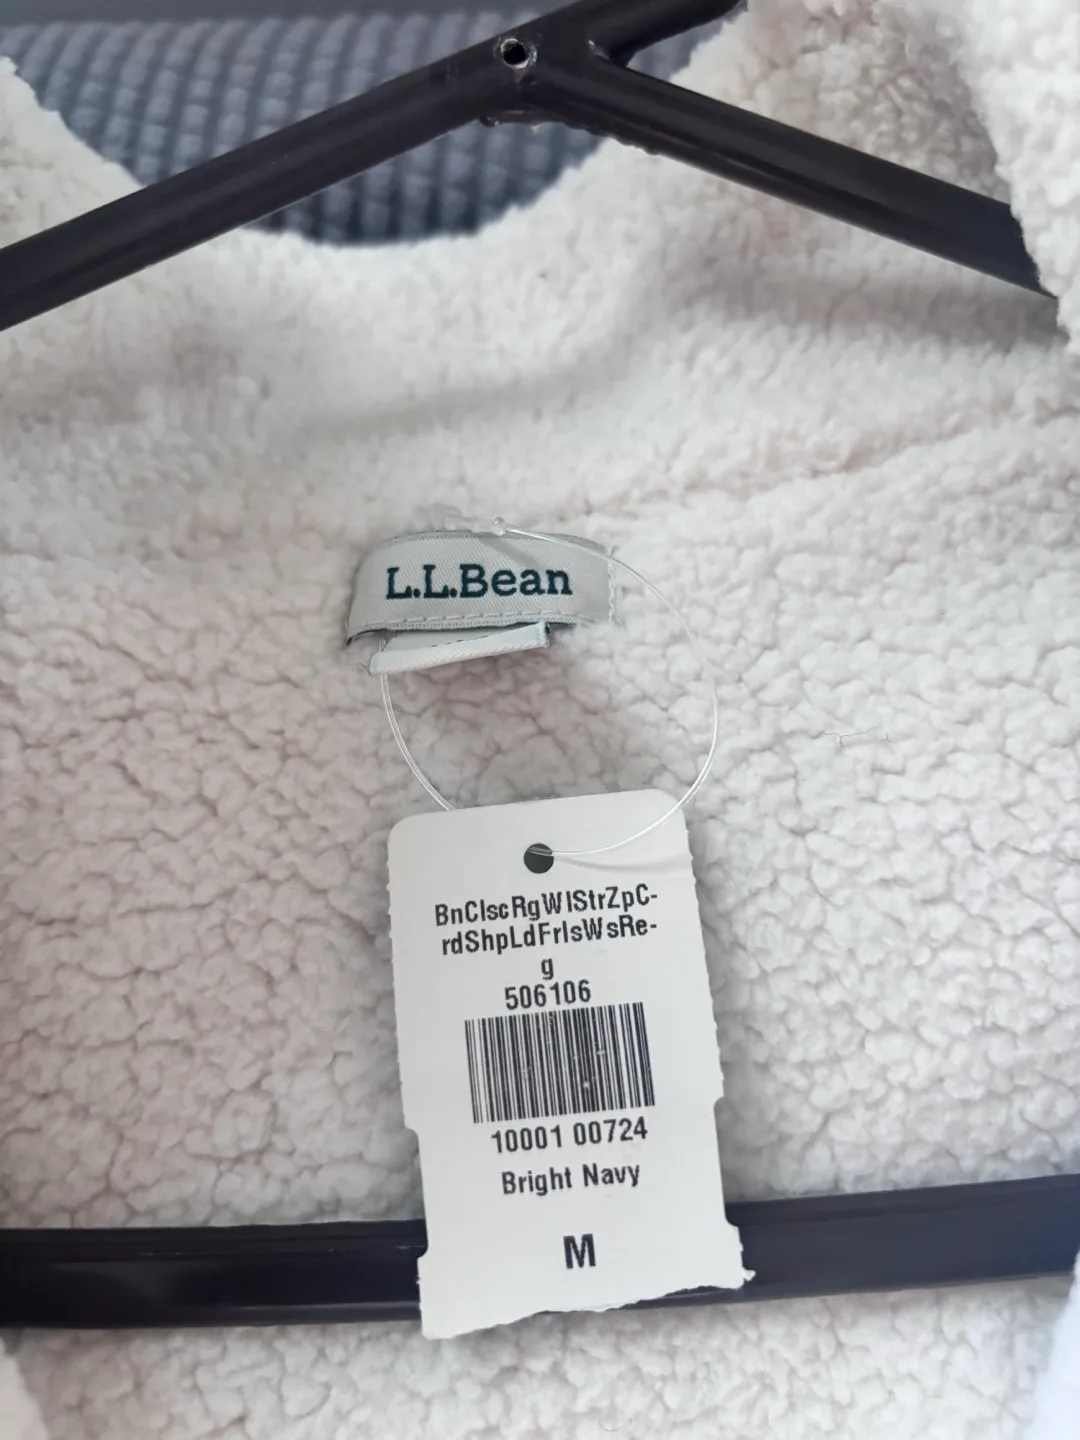 L.L.Bean
BnClscRgWlStrZpC-
rdShpLdFrlsWsRe-
g
506106
10001 00724
Bright Navy
M